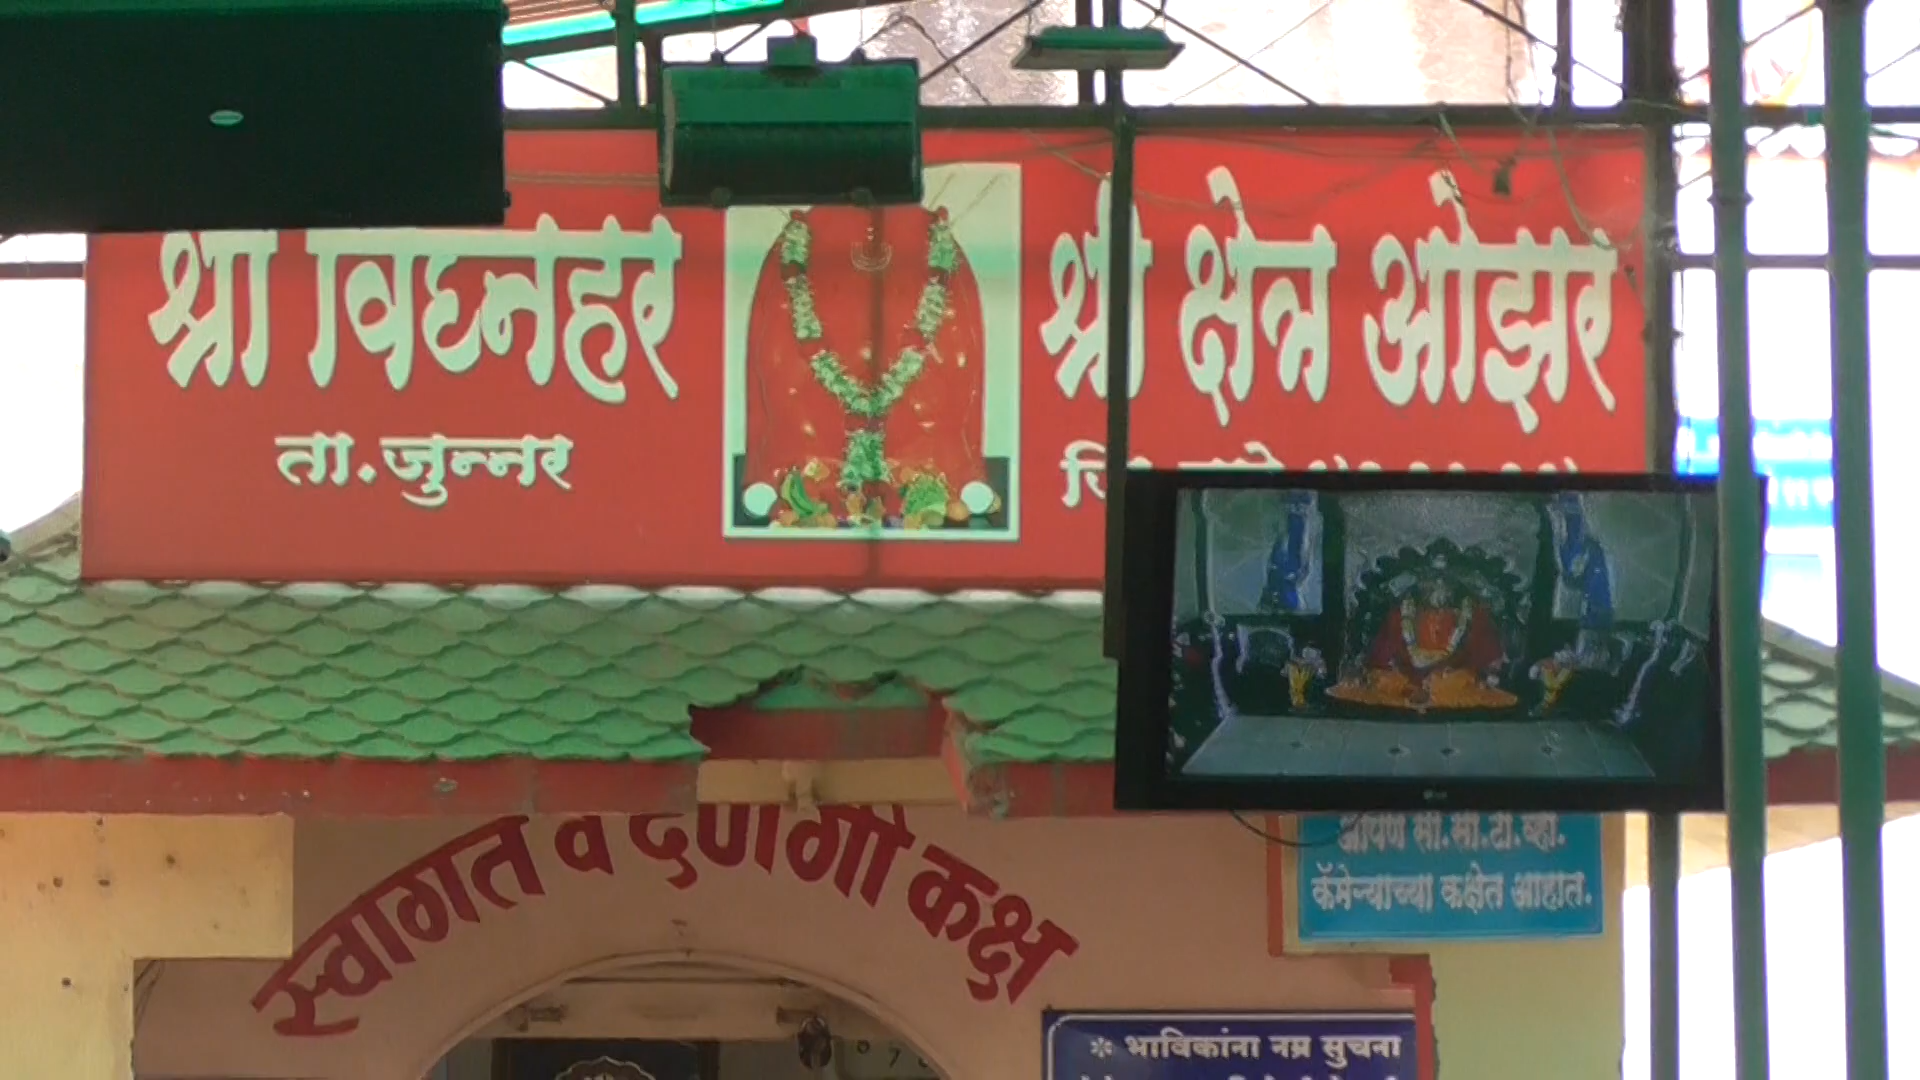 श्री विघ्नहर
श्री क्षेत्र ओझर
ता.जुन्नर
स्वागत व देणगी कक्ष
आपण सी.सी.टी.व्ही.
कॅमेऱ्याच्या कक्षेत आहात.
* भाविकांना नम्र सुचना